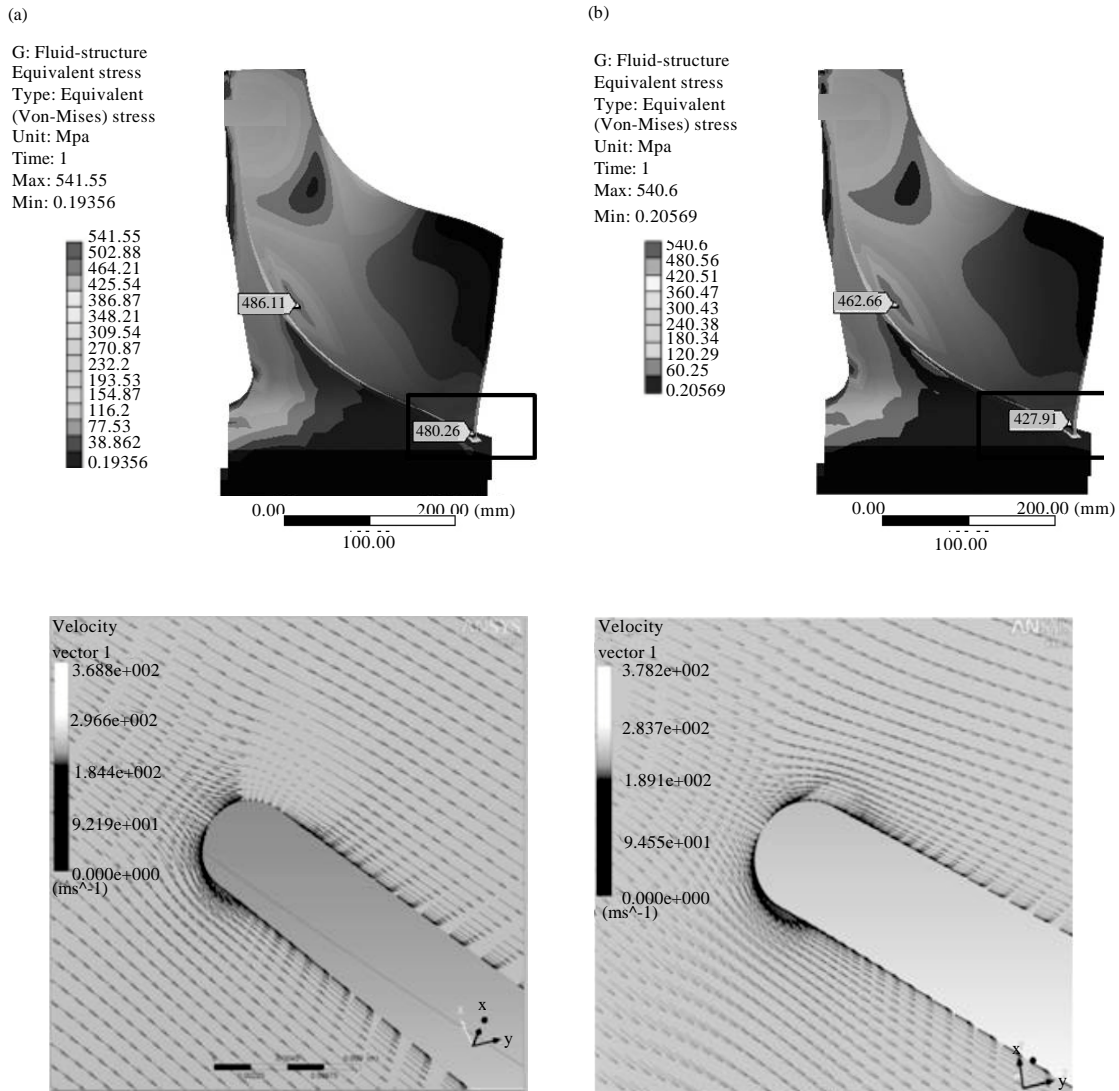 (a)
G: Fluid-structure
Equivalent stress
Type: Equivalent
(Von-Mises) stress
Unit: Mpa
Time: 1
Max: 541.55
Min: 0.19356
541.55
502.88
464.21
425.54
386.87
348.21
309.54
270.87
232.2
193.53
154.87
116.2
77.53
38.862
0.19356
486.11
480.26
0.00
200.00 (mm)
100.00
(b)
G: Fluid-structure
Equivalent stress
Type: Equivalent
(Von-Mises) stress
Unit: Mpa
Time: 1
Max: 540.6
Min: 0.20569
540.6
480.56
420.51
360.47
300.43
240.38
180.34
120.29
60.25
0.20569
462.66
427.91
0.00
200.00 (mm)
100.00
Velocity
vector 1
3.688e+002
2.966e+002
1.844e+002
9.219e+001
0.000e+000
(ms^-1)
ANSYS
x
y
Velocity
vector 1
3.782e+002
2.837e+002
1.891e+002
9.455e+001
0.000e+000
(ms^-1)
x
y